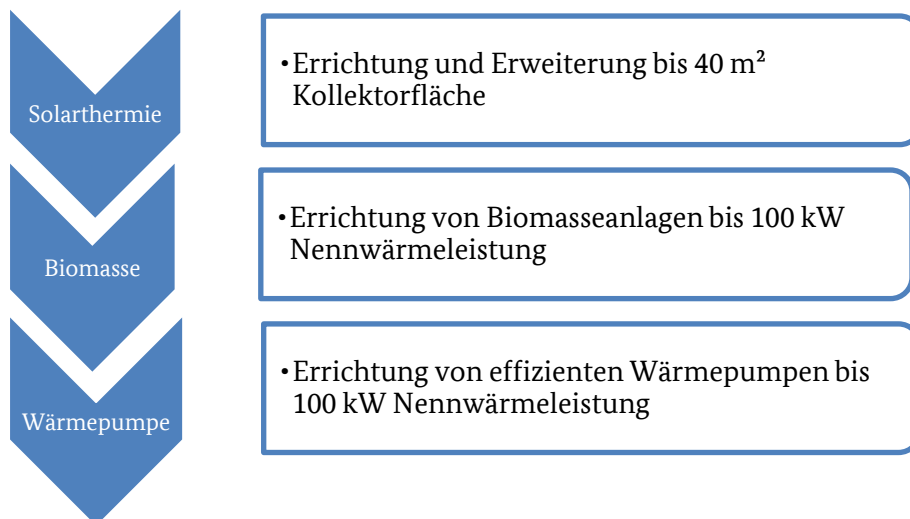 Solarthermie
•Errichtung und Erweiterung bis 40 m²
Kollektorfläche
Biomasse
•Errichtung von Biomasseanlagen bis 100 kW
Nennwärmeleistung
Wärmepumpe
•Errichtung von effizienten Wärmepumpen bis
100 kW Nennwärmeleistung